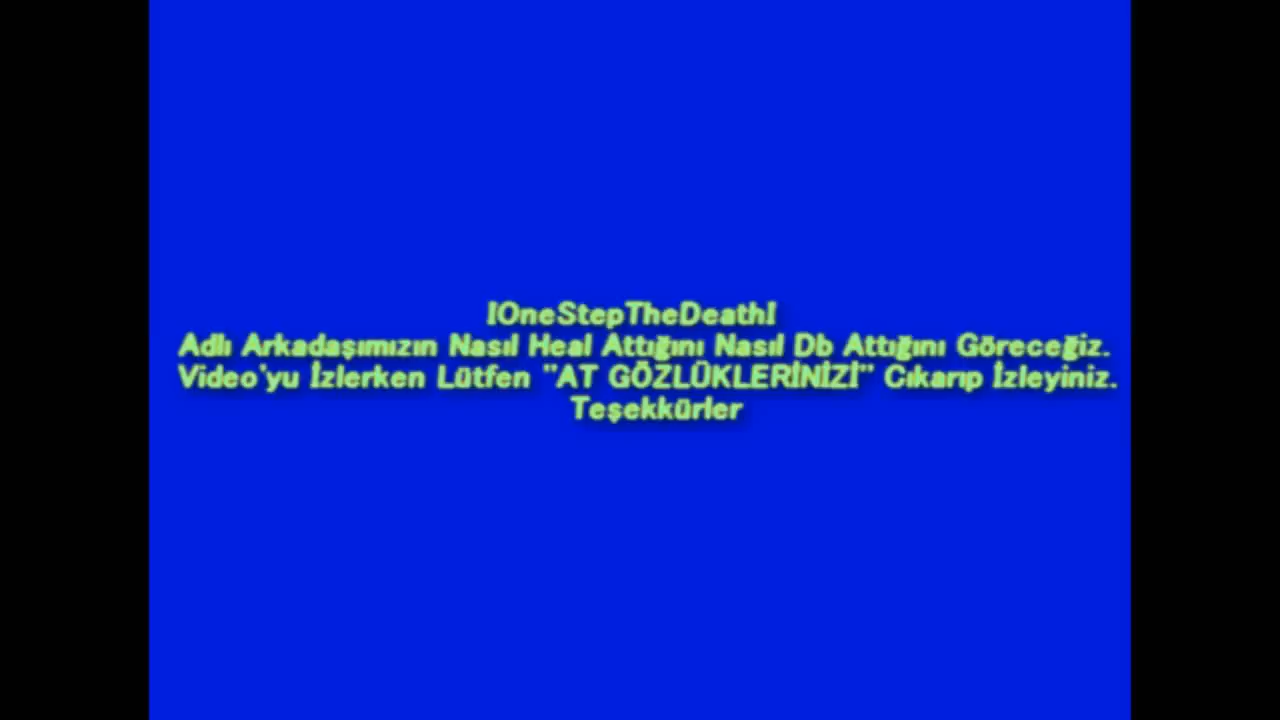 IOneStepTheDeathI
Adlı Arkadaşımızın Nasıl Heal Attığını Nasıl Db Attığını Göreceğiz.
Video'yu İzlerken Lütfen "AT GÖZLÜKLERİNİZİ" Cıkarıp İzleyiniz.
Teşekkürler